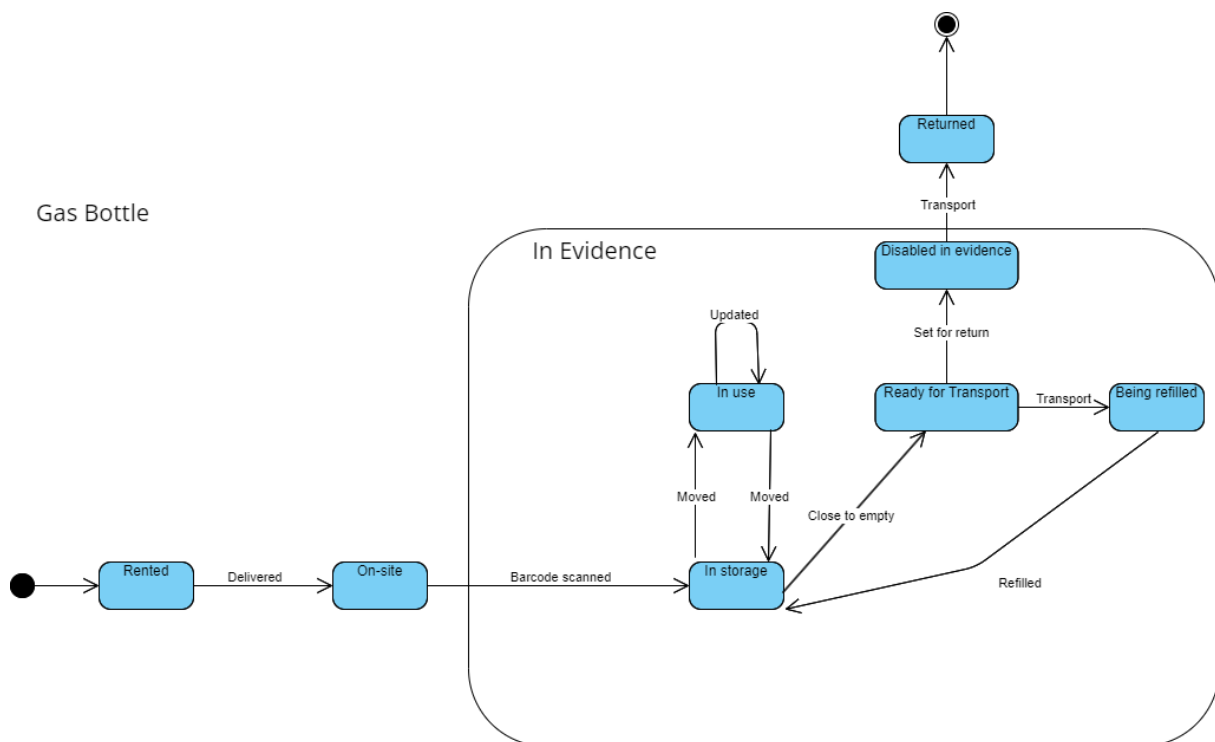 Returned
Transport
Gas Bottle
In Evidence
Disabled in evidence
Updated
Set for return
In use
Ready for Transport
Transport
Being refilled
Moved
Moved
Close to empty
Rented
Delivered
On-site
Barcode scanned
In storage
Refilled